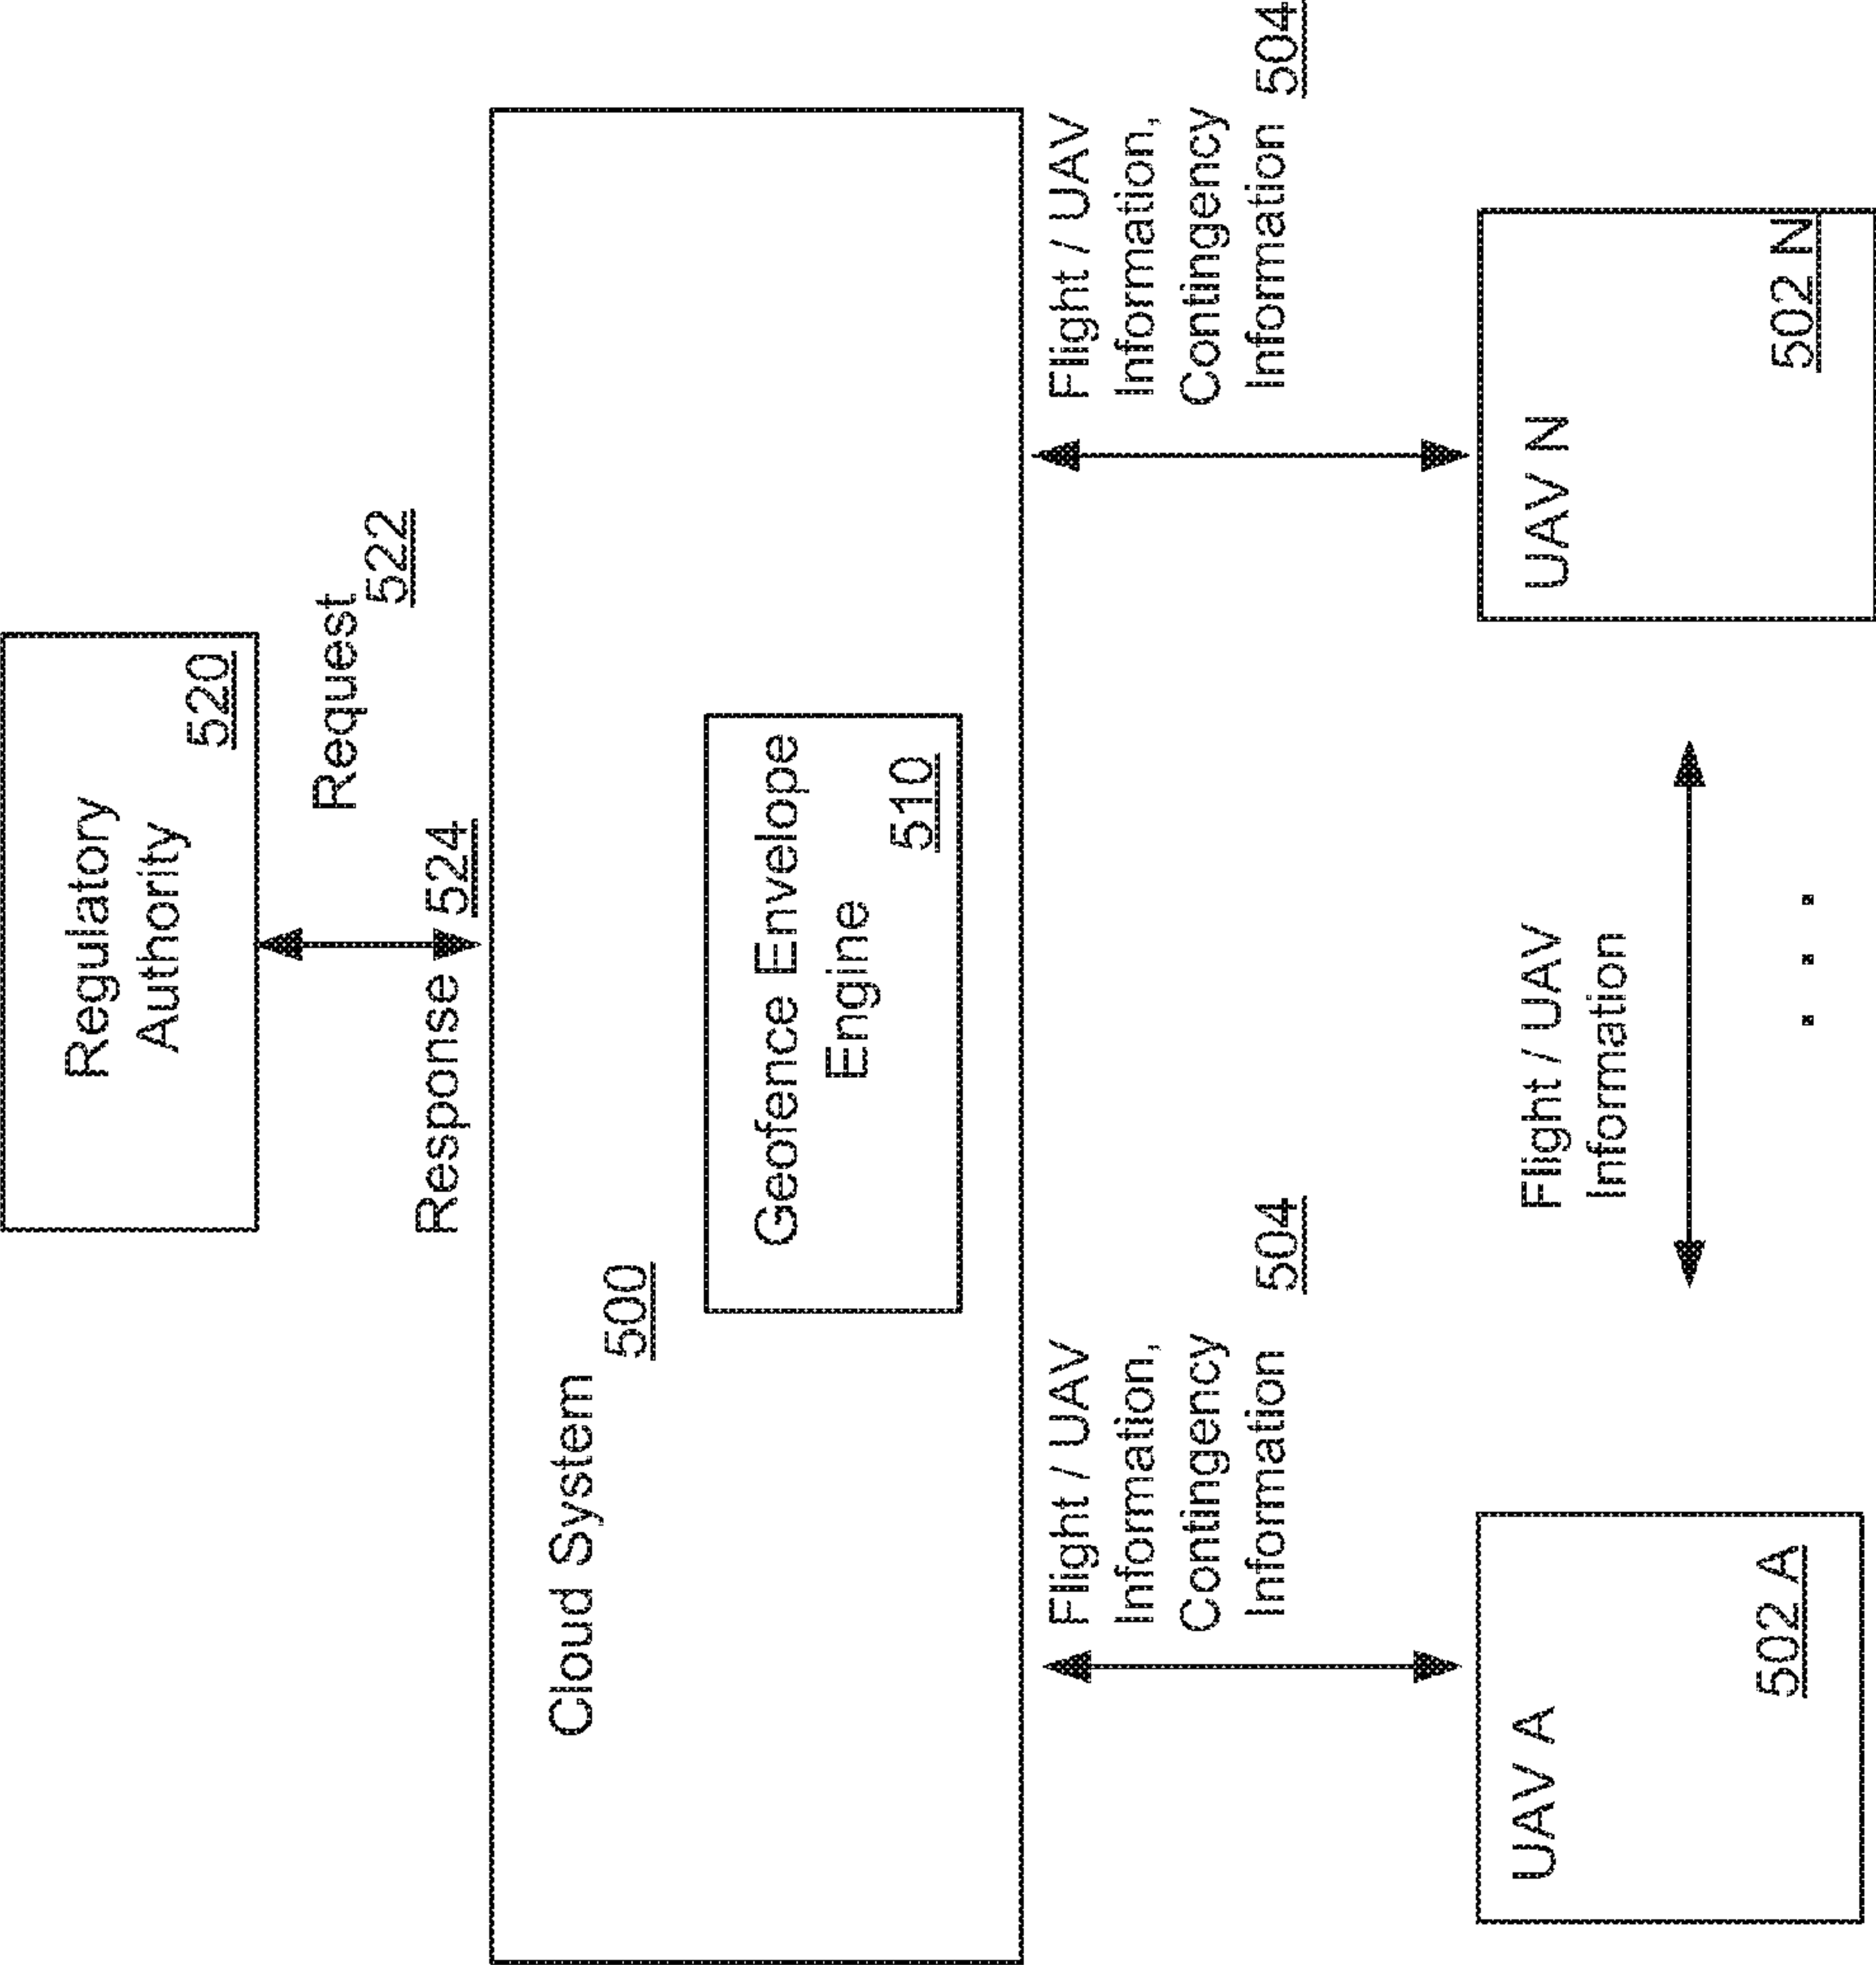 Regulatory
Authority
520
Request
522
Response 524
Cloud System
500
Geofence Envelope
Engine
510
Flight / UAV
Information,
Contingency
Information 504
Flight / UAV
Information,
Contingency
Information 504
UAV A
502 A
Flight / UAV
Information
UAV N
502 N